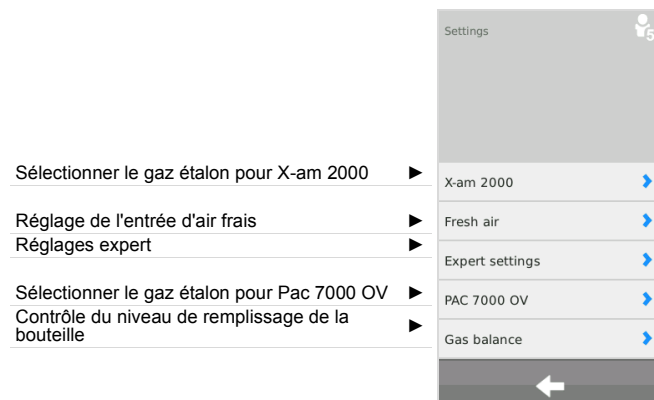 Settings
5
Sélectionner le gaz étalon pour X-am 2000 ►
X-am 2000
Réglage de l'entrée d'air frais ►
Fresh air
Réglages expert ►
Expert settings
Sélectionner le gaz étalon pour Pac 7000 OV ►
PAC 7000 OV
Contrôle du niveau de remplissage de la
bouteille ►
Gas balance